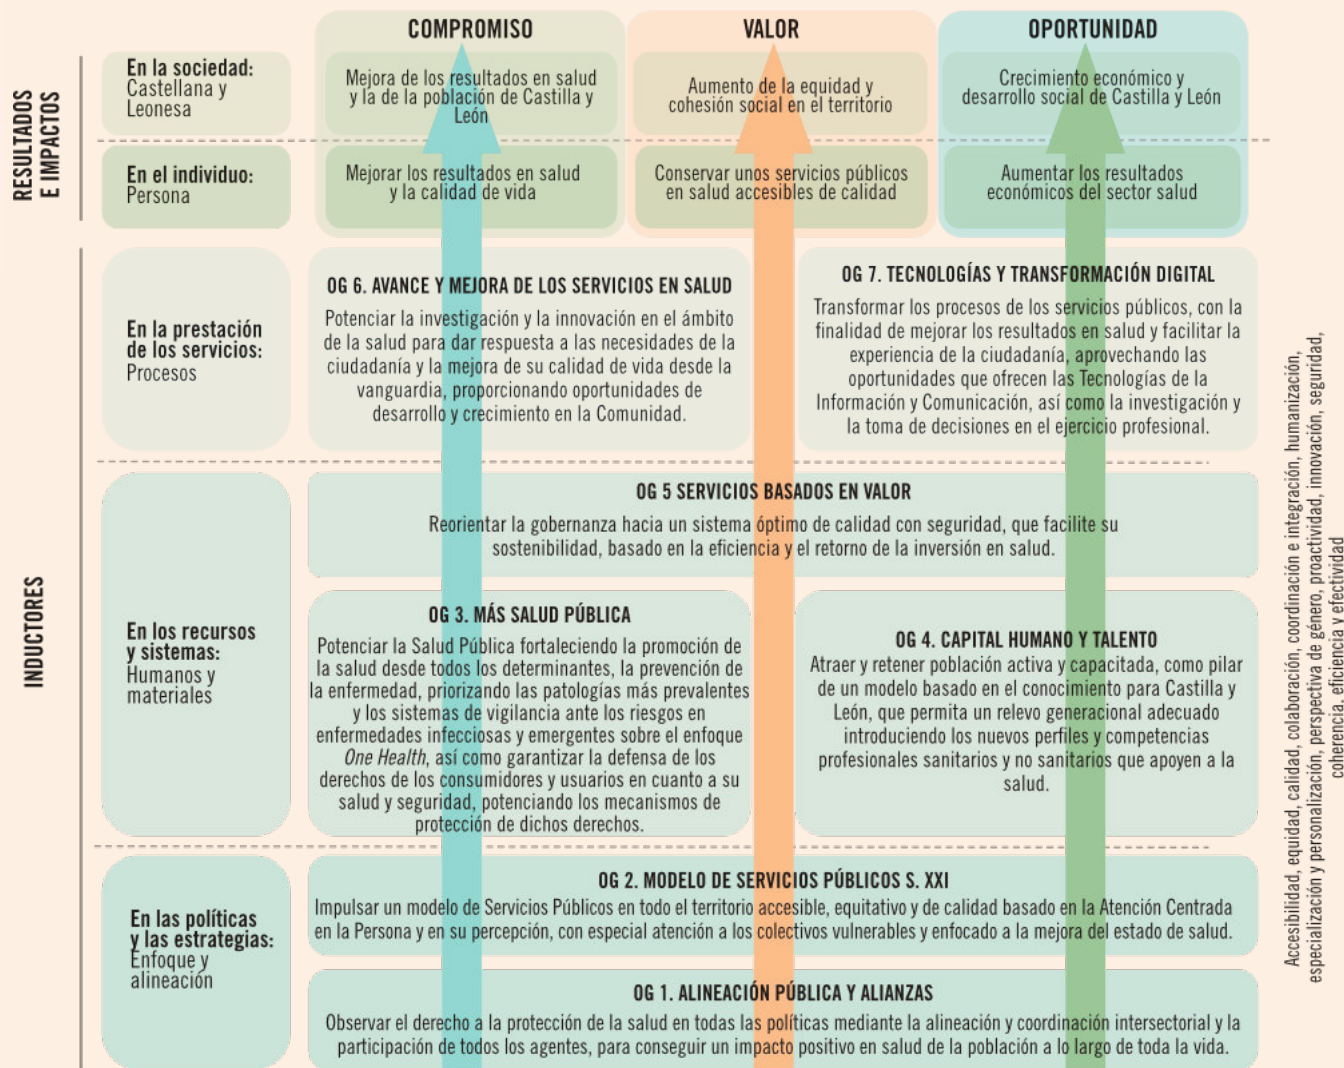 COMPROMISO
VALOR
OPORTUNIDAD
RESULTADOS
E IMPACTOS
En la sociedad:
Castellana y
Leonesa
Mejora de los resultados en salud
y la de la población de Castilla y
León
Aumento de la equidad y
cohesión social en el territorio
Crecimiento económico y
desarrollo social de Castilla y León
En el individuo:
Persona
Mejorar los resultados en salud
y la calidad de vida
Conservar unos servicios públicos
en salud accesibles de calidad
Aumentar los resultados
económicos del sector salud
INDUCTORES
En la prestación
de los servicios:
Procesos
OG 6. AVANCE Y MEJORA DE LOS SERVICIOS EN SALUD
Potenciar la investigación y la innovación en el ámbito
de la salud para dar respuesta a las necesidades de la
ciudadanía y la mejora de su calidad de vida desde la
vanguardia, proporcionando oportunidades de
desarrollo y crecimiento en la Comunidad.
OG 7. TECNOLOGÍAS Y TRANSFORMACIÓN DIGITAL
Transformar los procesos de los servicios públicos, con la
finalidad de mejorar los resultados en salud y facilitar la
experiencia de la ciudadanía, aprovechando las
oportunidades que ofrecen las Tecnologías de la
Información y Comunicación, así como la investigación y
la toma de decisiones en el ejercicio profesional.
En los recursos
y sistemas:
Humanos y
materiales
OG 5 SERVICIOS BASADOS EN VALOR
Reorientar la gobernanza hacia un sistema óptimo de calidad con seguridad, que facilite su
sostenibilidad, basado en la eficiencia y el retorno de la inversión en salud.
OG 3. MÁS SALUD PÚBLICA
Potenciar la Salud Pública fortaleciendo la promoción de
la salud desde todos los determinantes, la prevención de
la enfermedad, priorizando las patologías más prevalentes
y los sistemas de vigilancia ante los riesgos en
enfermedades infecciosas y emergentes sobre el enfoque
One Health, así como garantizar la defensa de los
derechos de los consumidores y usuarios en cuanto a su
salud y seguridad, potenciando los mecanismos de
protección de dichos derechos.
OG 4. CAPITAL HUMANO Y TALENTO
Atraer y retener población activa y capacitada, como pilar
de un modelo basado en el conocimiento para Castilla y
León, que permita un relevo generacional adecuado
introduciendo los nuevos perfiles y competencias
profesionales sanitarios y no sanitarios que apoyen a la
salud.
En las políticas
y las estrategias:
Enfoque y
alineación
OG 2. MODELO DE SERVICIOS PÚBLICOS S. XXI
Impulsar un modelo de Servicios Públicos en todo el territorio accesible, equitativo y de calidad basado en la Atención Centrada
en la Persona y en su percepción, con especial atención a los colectivos vulnerables y enfocado a la mejora del estado de salud.
OG 1. ALINEACIÓN PÚBLICA Y ALIANZAS
Observar el derecho a la protección de la salud en todas las políticas mediante la alineación y coordinación intersectorial y la
participación de todos los agentes, para conseguir un impacto positivo en salud de la población a lo largo de toda la vida.
Accesibilidad, equidad, calidad, colaboración, coordinación e integración, humanización,
especialización y personalización, perspectiva de género, proactividad, innovación, seguridad,
coherencia, eficiencia y efectividad